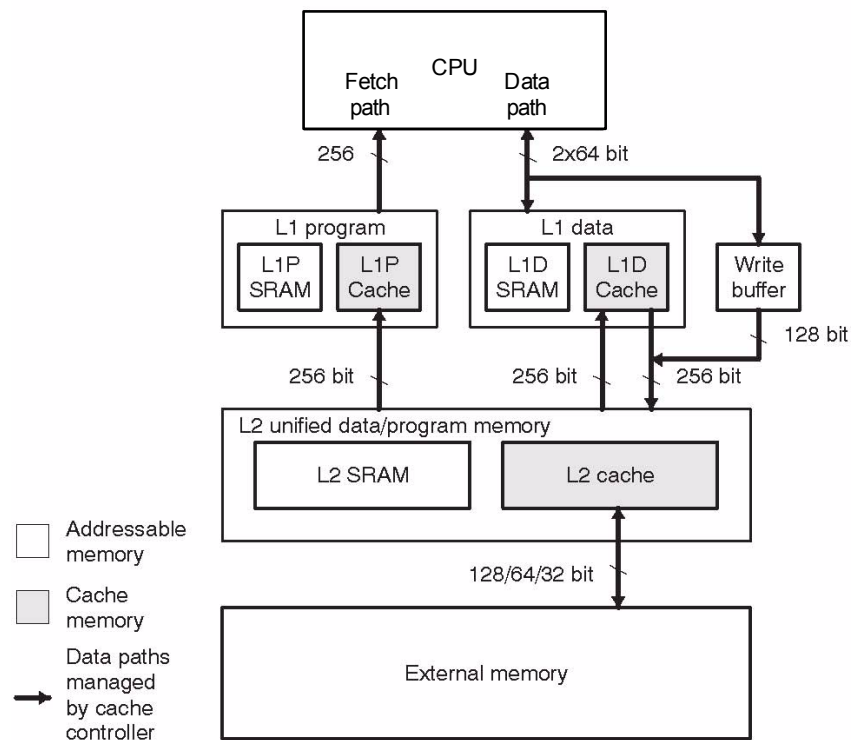 CPU
Fetch
path
Data
path
256
2x64 bit
L1 program
L1P
SRAM
L1P
Cache
L1 data
L1D
SRAM
L1D
Cache
Write
buffer
128 bit
256 bit
256 bit
256 bit
L2 unified data/program memory
L2 SRAM
L2 cache
128/64/32 bit
External memory
Addressable
memory
Cache
memory
Data paths
managed
by cache
controller